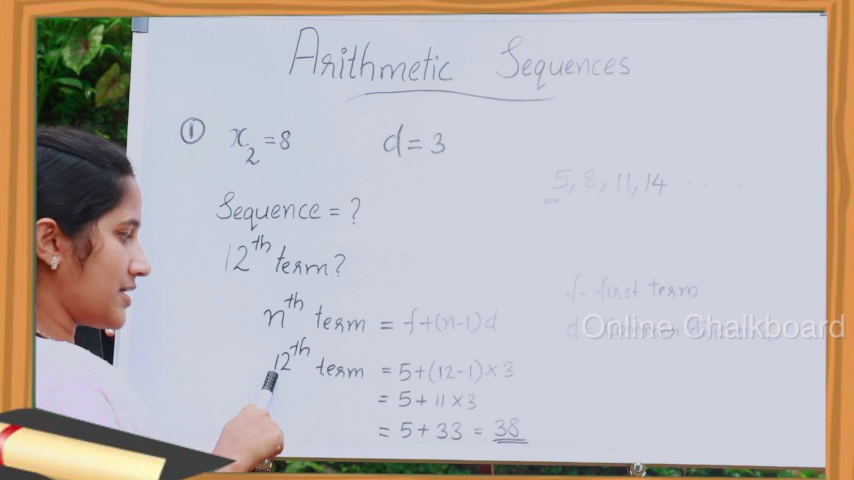 Arithmetic Sequences
① x₂ = 8 d = 3
5, 8, 11, 14 . . . .
Sequence = ?
12th term?
f - first term
nth term = f+(n-1)d
d
Online Chalkboard
12th term = 5+(12-1)×3
= 5+11×3
= 5+33 = 38